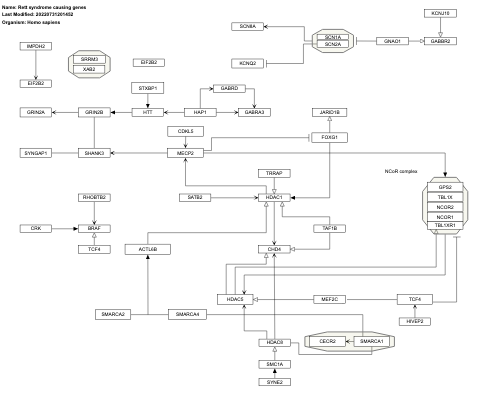 Name: Rett syndrome causing genes
Last Modified: 20220731201452
Organism: Homo sapiens
KCNJ10
SCN8A
SCN1A
SCN2A
GNAO1
GABBR2
IMPDH2
SRRM3
XAB2
EIF2B2
KCNQ2
EIF2B2
STXBP1
GABRD
GRIN2A
GRIN2B
HTT
HAP1
GABRA3
JARID1B
CDKL5
FOXG1
SYNGAP1
SHANK3
MECP2
NCoR complex
TRRAP
GPS2
TBL1X
NCOR2
NCOR1
TBL1XR1
RHOBTB2
SATB2
HDAC1
CRK
BRAF
TAF1B
TCF4
ACTL6B
CHD4
HDAC5
MEF2C
TCF4
SMARCA2
SMARCA4
HIVEP2
HDAC8
CECR2
SMARCA1
SMC1A
SYNE2